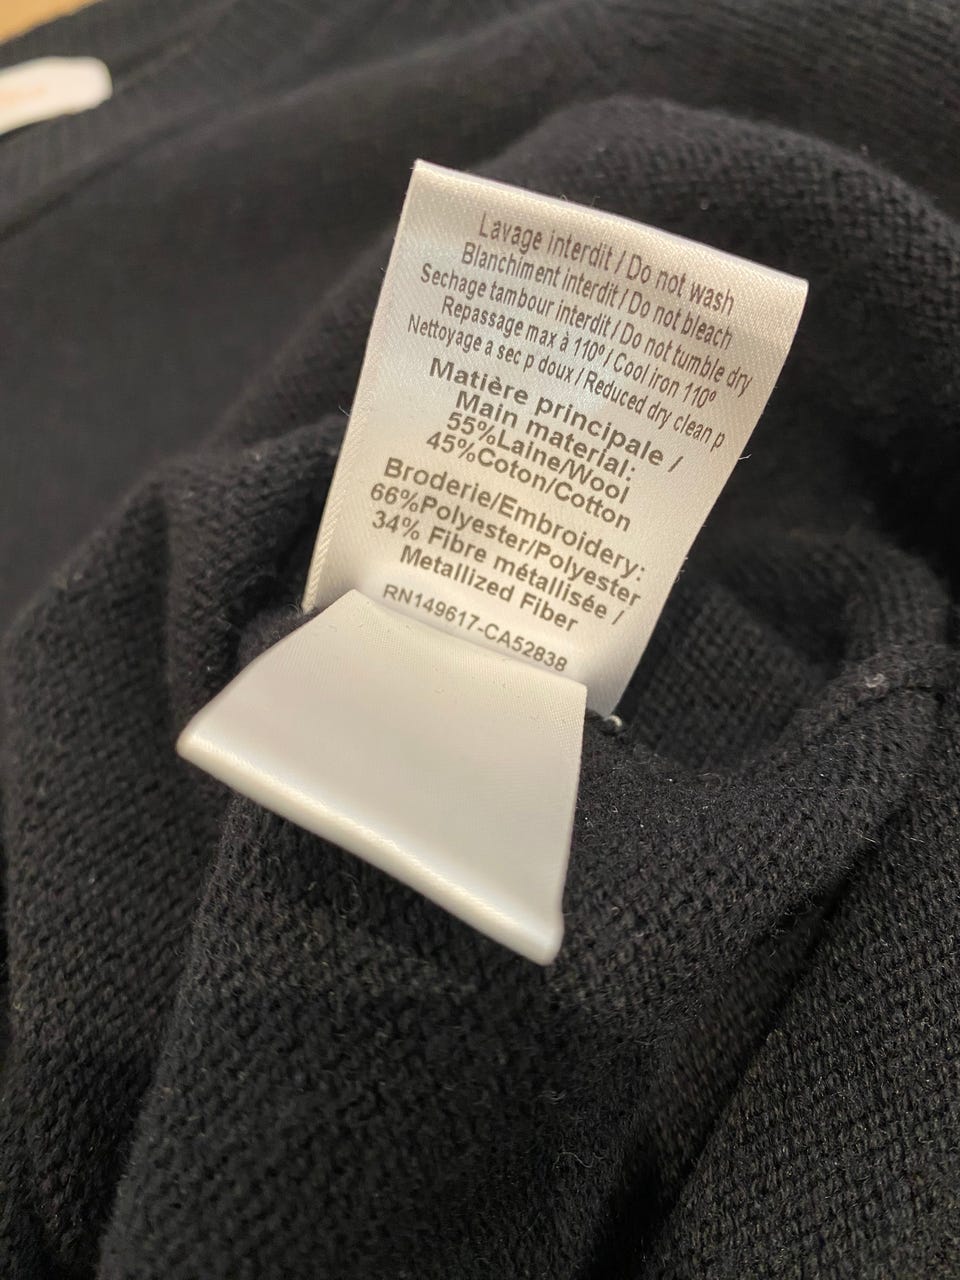 Lavage interdit / Do not wash
Blanchiment interdit / Do not bleach
Sechage tambour interdit / Do not tumble dry
Repassage max à 110º / Cool iron 110º
Nettoyage a sec p doux / Reduced dry clean p
Matière principale /
Main material:
55%Laine/Wool
45%Coton/Cotton
Broderie/Embroidery:
66%Polyester/Polyester
34% Fibre métallisée /
Metallized Fiber
RN149617-CA52838